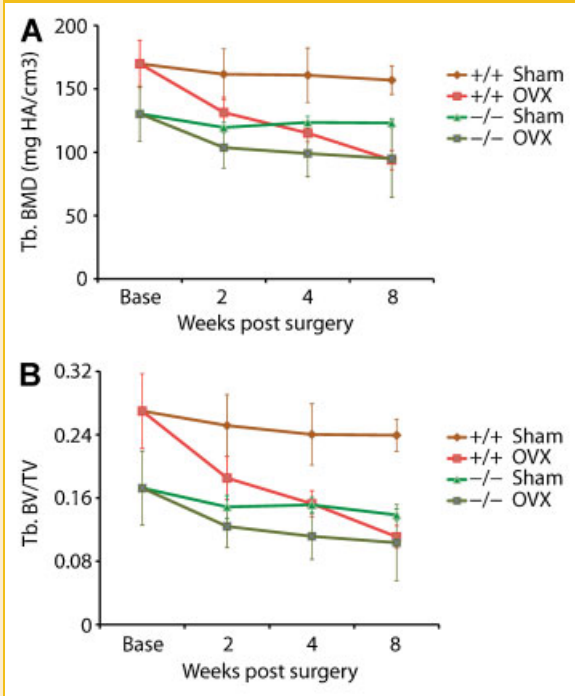 A
200
150
100
50
0
Tb. BMD (mg HA/cm3)
Base 2 4 8
Weeks post surgery
+/+ Sham
+/+ OVX
−/− Sham
−/− OVX
B
0.32
0.24
0.16
0.08
0
Tb. BV/TV
Base 2 4 8
Weeks post surgery
+/+ Sham
+/+ OVX
−/− Sham
−/− OVX